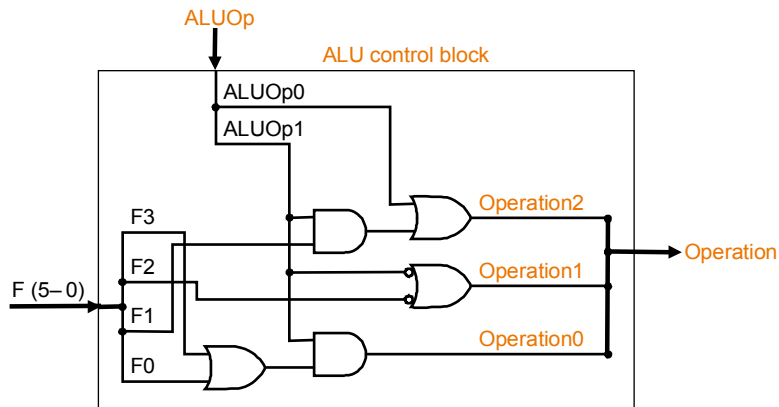 ALUOp
ALU control block
ALUOp0
ALUOp1
Operation2
F3
Operation
F2
Operation1
F (5–0)
F1
Operation0
F0